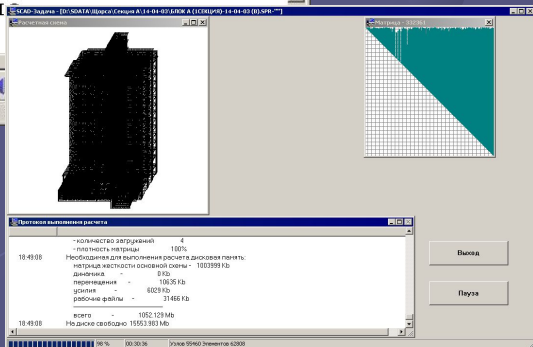 SCAD-Задача - [D:\SDATA\Щорса\Секция А\14-04-03\БЛОК А (1СЕКЦИЯ)-14-04-03 (В).SPR-""]
Расчетная схема
Матрица - 332361
Протокол выполнения расчета
- количество загружений 4
- плотность матрицы 100%
18:49:08 Необходимая для выполнения расчета дисковая память:
матрица жесткости основной схемы - 1003999 Kb
динамика - 0 Kb
перемещения - 10635 Kb
усилия - 6029 Kb
рабочие файлы - 31466 Kb
всего - 1052.129 Mb
18:49:08 На диске свободно 15553.983 Mb
Выход
Пауза
98 % 00:30:36 Узлов 55460 Элементов 62808